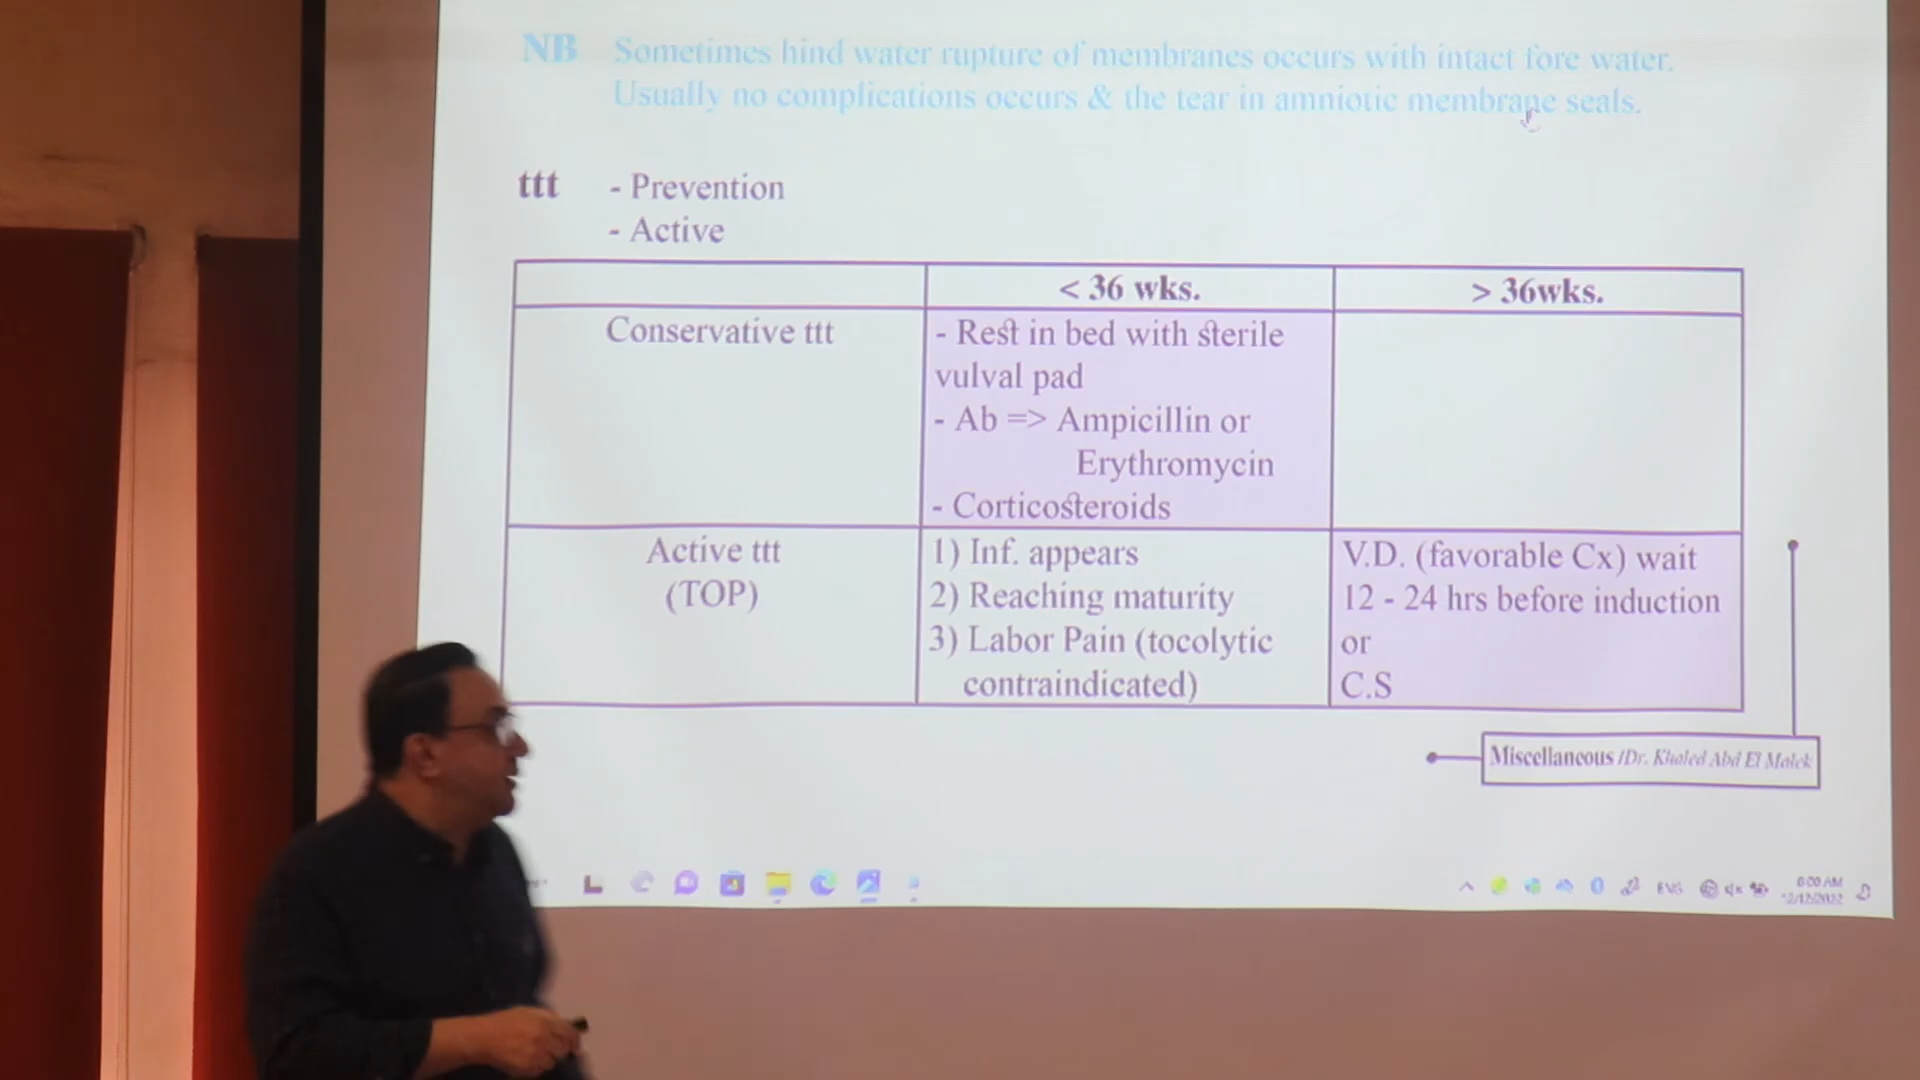 NB Sometimes hind water rupture of membranes occurs with intact fore water.
Usually no complications occurs & the tear in amniotic membrane seals.
ttt - Prevention
- Active
< 36 wks.
> 36wks.
Conservative ttt
- Rest in bed with sterile
vulval pad
- Ab => Ampicillin or
Erythromycin
- Corticosteroids
Active ttt
(TOP)
1) Inf. appears
2) Reaching maturity
3) Labor Pain (tocolytic
contraindicated)
V.D. (favorable Cx) wait
12 - 24 hrs before induction
or
C.S
Miscellaneous /Dr. Khaled Abd El Malek
ENG